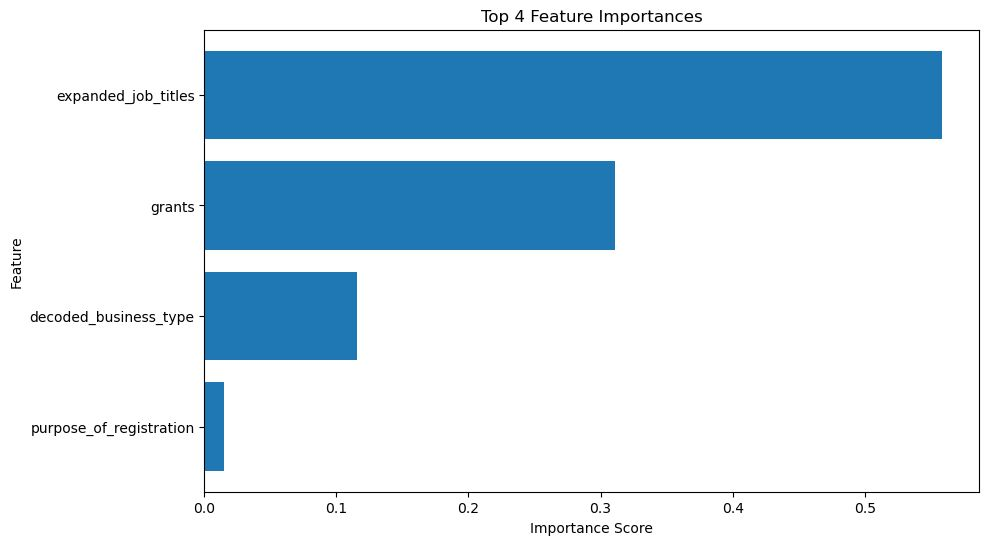 Top 4 Feature Importances
Feature
expanded_job_titles
grants
decoded_business_type
purpose_of_registration
0.0 0.1 0.2 0.3 0.4 0.5
Importance Score